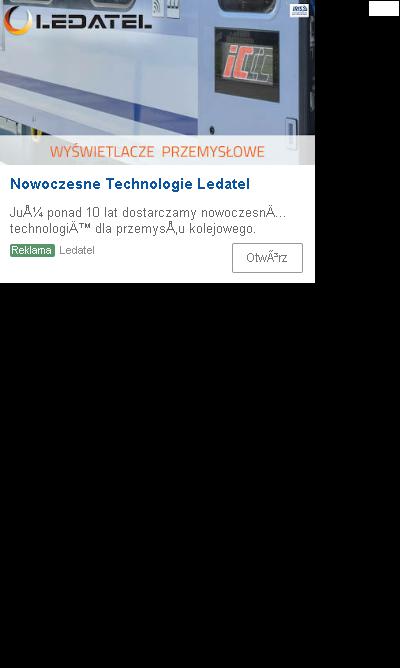 LEDATEL
IRIS
iC
WYŚWIETLACZE PRZEMYSŁOWE
Nowoczesne Technologie Ledatel
JuÅ¼ ponad 10 lat dostarczamy nowoczesnÄ...
technologiÄ™ dla przemysÅ‚u kolejowego.
Reklama Ledatel
OtwÃ³rz